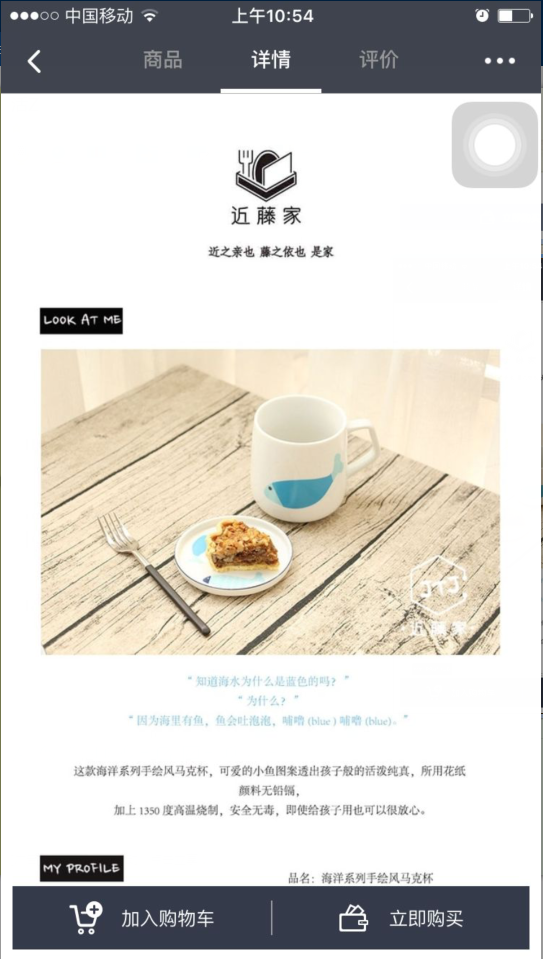 中国移动 上午10:54
商品 详情 评价
近藤家
近之亲也 藤之依也 是家
LOOK AT ME
JTJ
近藤家
“知道海水为什么是蓝色的吗？”
“为什么？”
“因为海里有鱼，鱼会吐泡泡，哺噜 (blue ) 哺噜 (blue)。”
这款海洋系列手绘风马克杯，可爱的小鱼图案透出孩子般的活泼纯真，所用花纸
颜料无铅镉，
加上 1350 度高温烧制，安全无毒，即使给孩子用也可以很放心。
MY PROFILE
品名：海洋系列手绘风马克杯
加入购物车 立即购买